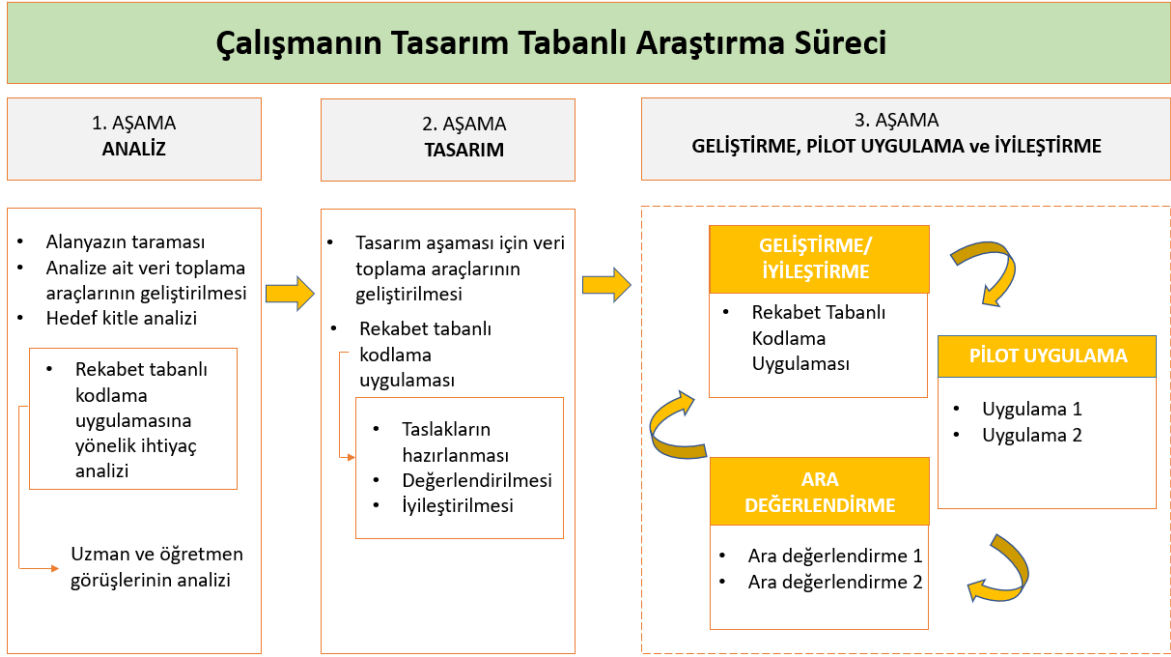 Çalışmanın Tasarım Tabanlı Araştırma Süreci
1. AŞAMA
ANALİZ
2. AŞAMA
TASARIM
3. AŞAMA
GELİŞTİRME, PİLOT UYGULAMA ve İYİLEŞTİRME
• Alanyazın taraması
• Analize ait veri toplama
araçlarının geliştirilmesi
• Hedef kitle analizi
• Rekabet tabanlı
kodlama
uygulamasına
yönelik ihtiyaç
analizi
Uzman ve öğretmen
görüşlerinin analizi
• Tasarım aşaması için veri
toplama araçlarının
geliştirilmesi
• Rekabet tabanlı
kodlama
uygulaması
• Taslakların
hazırlanması
• Değerlendirilmesi
• İyileştirilmesi
GELİŞTİRME/
İYİLEŞTİRME
• Rekabet Tabanlı
Kodlama
Uygulaması
PİLOT UYGULAMA
• Uygulama 1
• Uygulama 2
ARA
DEĞERLENDİRME
• Ara değerlendirme 1
• Ara değerlendirme 2